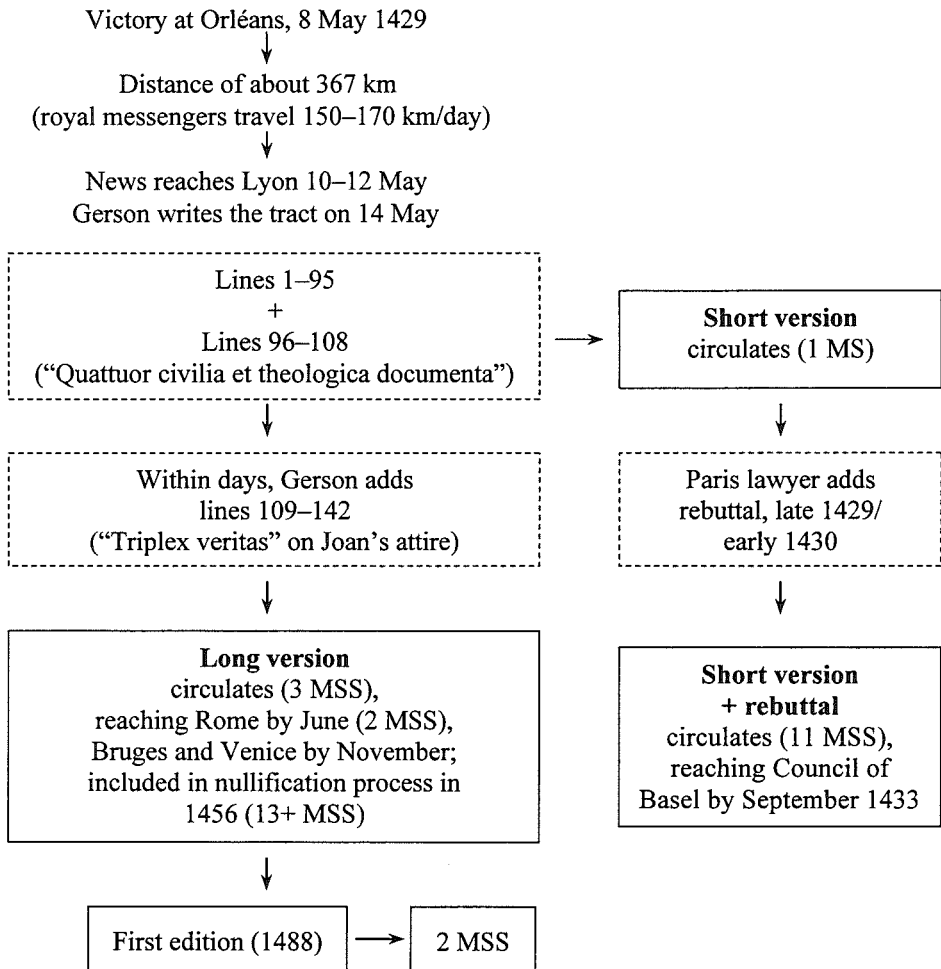 Victory at Orléans, 8 May 1429
Distance of about 367 km
(royal messengers travel 150–170 km/day)
News reaches Lyon 10–12 May
Gerson writes the tract on 14 May
Lines 1–95
+
Lines 96–108
(“Quattuor civilia et theologica documenta”)
Short version
circulates (1 MS)
Within days, Gerson adds
lines 109–142
(“Triplex veritas” on Joan’s attire)
Paris lawyer adds
rebuttal, late 1429/
early 1430
Long version
circulates (3 MSS),
reaching Rome by June (2 MSS),
Bruges and Venice by November;
included in nullification process in
1456 (13+ MSS)
Short version
+ rebuttal
circulates (11 MSS),
reaching Council of
Basel by September 1433
First edition (1488)
2 MSS